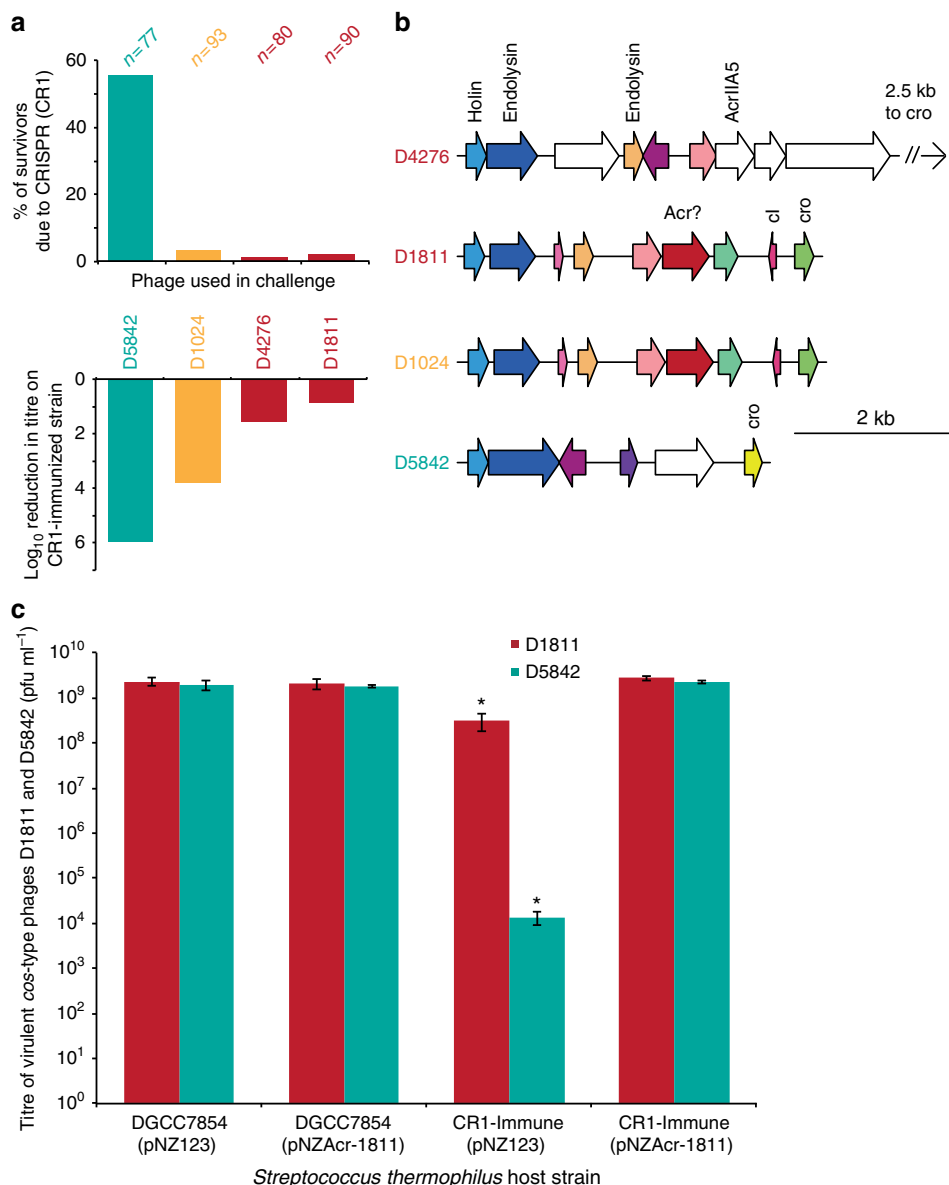 a
n=77
n=93
n=80
n=90
% of survivors
due to CRISPR (CR1)
60
40
20
0
Phage used in challenge
D5842
D1024
D4276
D1811
Log10 reduction in titre on
CR1-immunized strain
0
2
4
6
b
Holin
Endolysin
Endolysin
AcrIIA5
2.5 kb
to cro
D4276
//
Acr?
cI
cro
D1811
D1024
2 kb
cro
D5842
c
Titre of virulent cos-type phages D1811 and D5842 (pfu ml−1)
10^10
10^9
10^8
10^7
10^6
10^5
10^4
10^3
10^2
10^1
10^0
D1811
D5842
*
*
DGCC7854
(pNZ123)
DGCC7854
(pNZAcr-1811)
CR1-Immune
(pNZ123)
CR1-Immune
(pNZAcr-1811)
Streptococcus thermophilus host strain